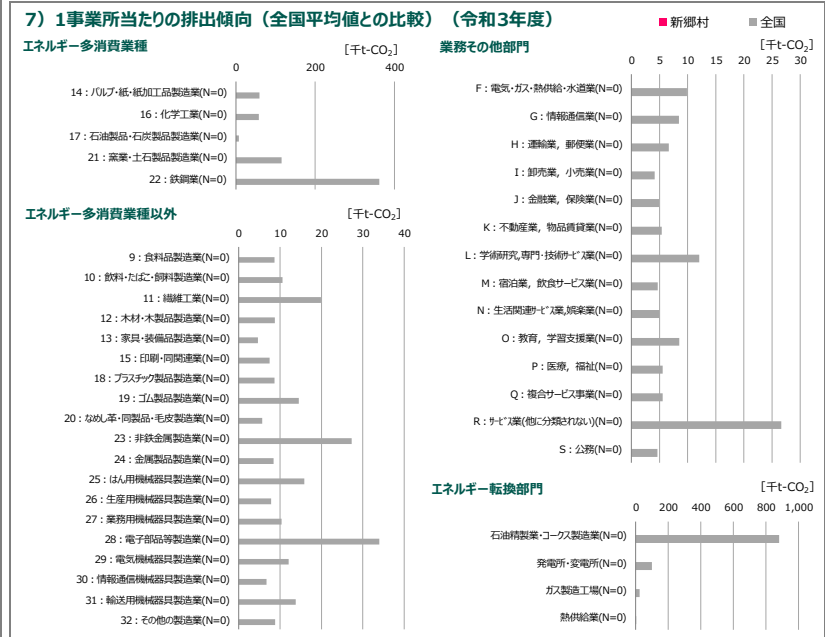 7）1事業所当たりの排出傾向（全国平均値との比較）（令和3年度）
■新郷村 ■全国
エネルギー多消費業種
［千t-CO₂］
0 200 400
14：パルプ・紙・紙加工品製造業(N=0)
16：化学工業(N=0)
17：石油製品・石炭製品製造業(N=0)
21：窯業・土石製品製造業(N=0)
22：鉄鋼業(N=0)
エネルギー多消費業種以外
［千t-CO₂］
0 10 20 30 40
9：食料品製造業(N=0)
10：飲料・たばこ・飼料製造業(N=0)
11：繊維工業(N=0)
12：木材・木製品製造業(N=0)
13：家具・装備品製造業(N=0)
15：印刷・同関連業(N=0)
18：プラスチック製品製造業(N=0)
19：ゴム製品製造業(N=0)
20：なめし革・同製品・毛皮製造業(N=0)
23：非鉄金属製造業(N=0)
24：金属製品製造業(N=0)
25：はん用機械器具製造業(N=0)
26：生産用機械器具製造業(N=0)
27：業務用機械器具製造業(N=0)
28：電子部品等製造業(N=0)
29：電気機械器具製造業(N=0)
30：情報通信機械器具製造業(N=0)
31：輸送用機械器具製造業(N=0)
32：その他の製造業(N=0)
業務その他部門
［千t-CO₂］
0 5 10 15 20 25 30
F：電気・ガス・熱供給・水道業(N=0)
G：情報通信業(N=0)
H：運輸業，郵便業(N=0)
I：卸売業，小売業(N=0)
J：金融業，保険業(N=0)
K：不動産業，物品賃貸業(N=0)
L：学術研究,専門・技術ｻｰﾋﾞｽ業(N=0)
M：宿泊業，飲食サービス業(N=0)
N：生活関連ｻｰﾋﾞｽ業,娯楽業(N=0)
O：教育，学習支援業(N=0)
P：医療，福祉(N=0)
Q：複合サービス事業(N=0)
R：ｻｰﾋﾞｽ業(他に分類されない)(N=0)
S：公務(N=0)
エネルギー転換部門
［千t-CO₂］
0 200 400 600 800 1,000
石油精製業・コークス製造業(N=0)
発電所・変電所(N=0)
ガス製造工場(N=0)
熱供給業(N=0)